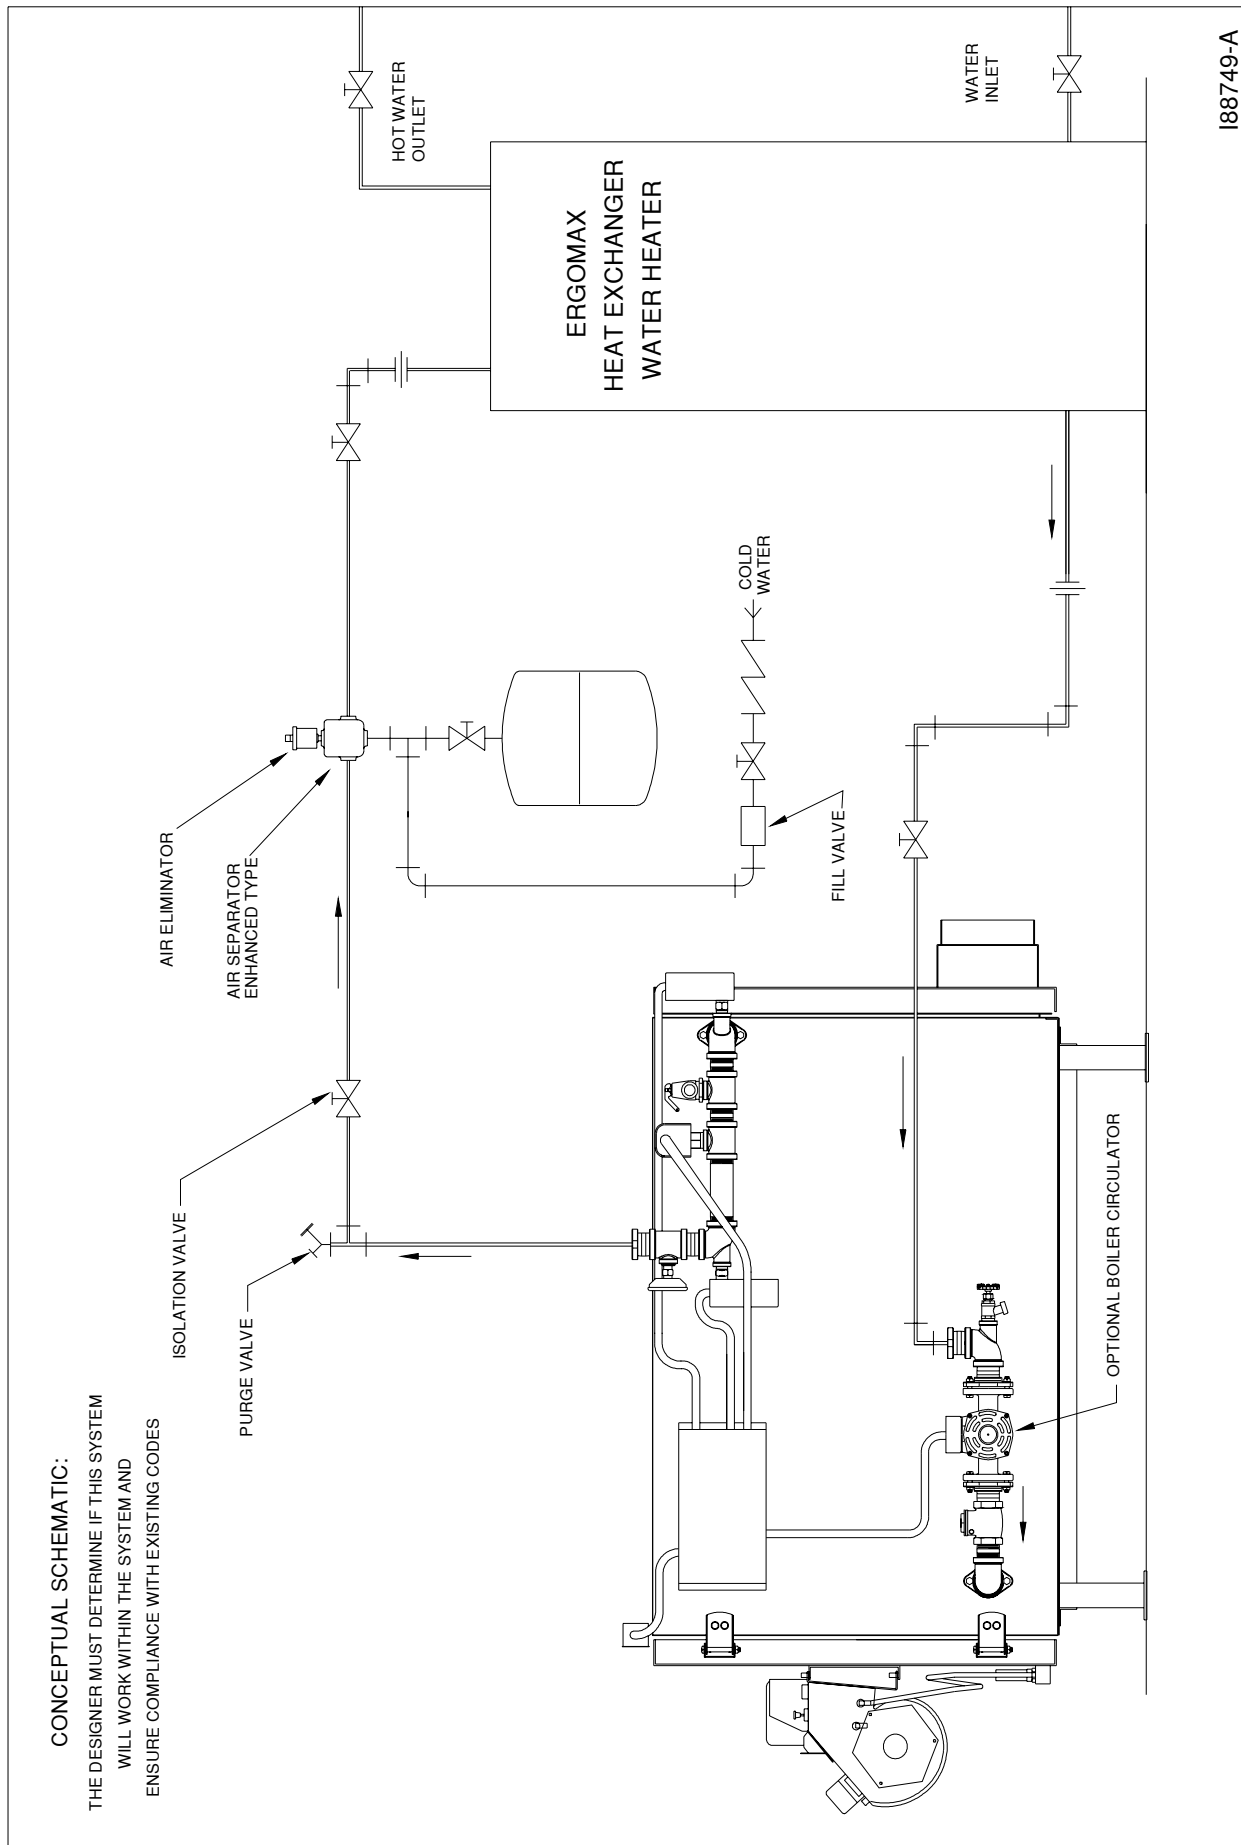 CONCEPTUAL SCHEMATIC:
THE DESIGNER MUST DETERMINE IF THIS SYSTEM
WILL WORK WITHIN THE SYSTEM AND
ENSURE COMPLIANCE WITH EXISTING CODES
PURGE VALVE
ISOLATION VALVE
AIR ELIMINATOR
AIR SEPARATOR
ENHANCED TYPE
HOT WATER
OUTLET
ERGOMAX
HEAT EXCHANGER
WATER HEATER
COLD
WATER
FILL VALVE
WATER
INLET
OPTIONAL BOILER CIRCULATOR
I88749-A